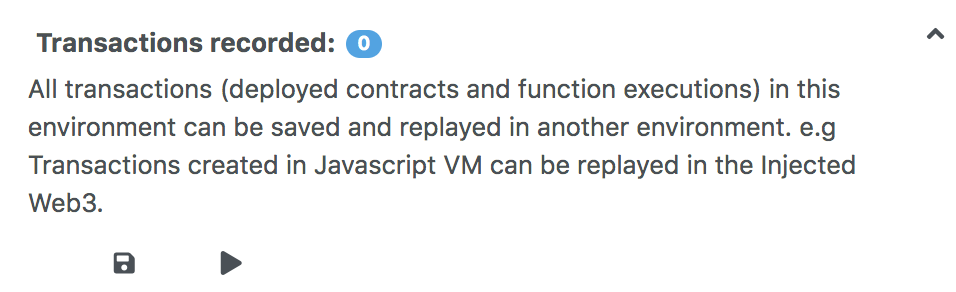 Transactions recorded: 0
All transactions (deployed contracts and function executions) in this
environment can be saved and replayed in another environment. e.g
Transactions created in Javascript VM can be replayed in the Injected
Web3.